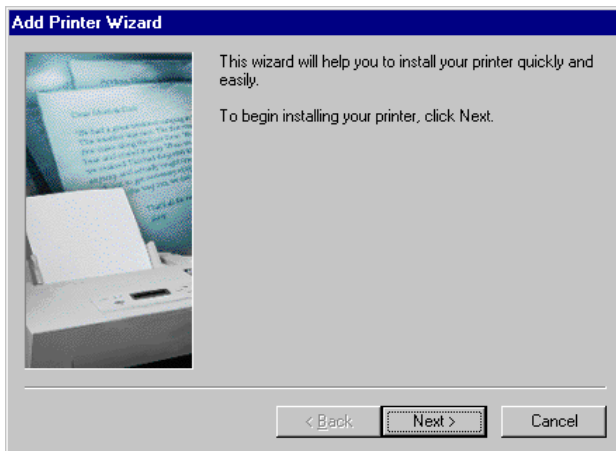 Add Printer Wizard
This wizard will help you to install your printer quickly and
easily.
To begin installing your printer, click Next.
< Back
Next >
Cancel